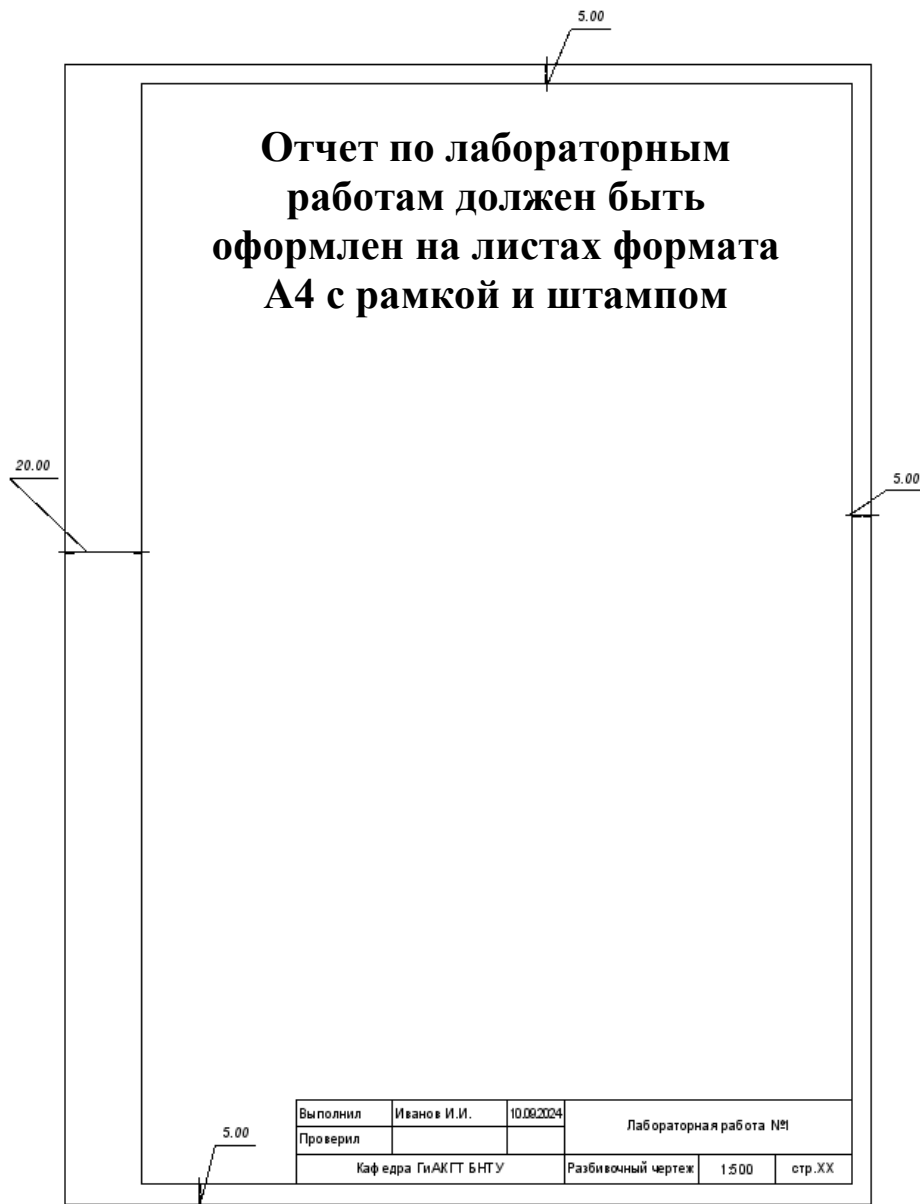 5.00
Отчет по лабораторным
работам должен быть
оформлен на листах формата
А4 с рамкой и штампом
20.00
5.00
5.00
Выполнил Иванов И.И. 10.09.2024 Лабораторная работа №1
Проверил
Кафедра ГиАКГТ БНТУ Разбивочный чертеж 1:500 стр.XX